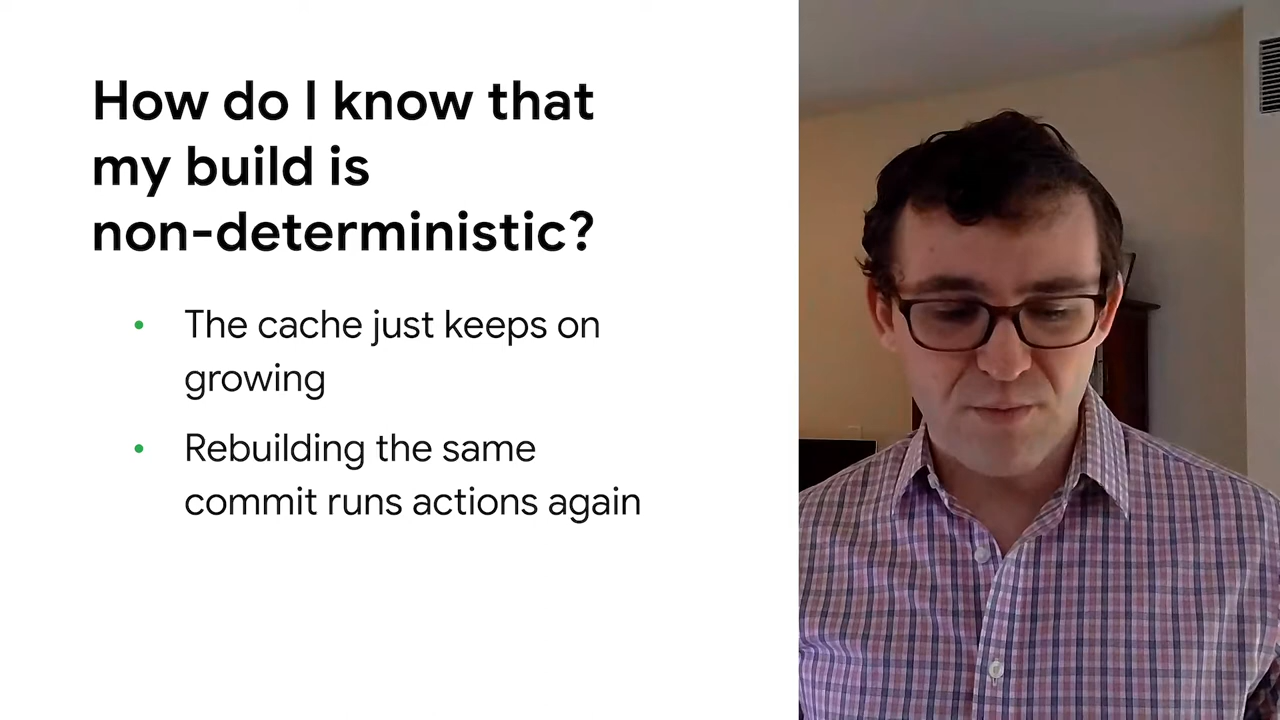 How do I know that
my build is
non-deterministic?
• The cache just keeps on
growing
• Rebuilding the same
commit runs actions again